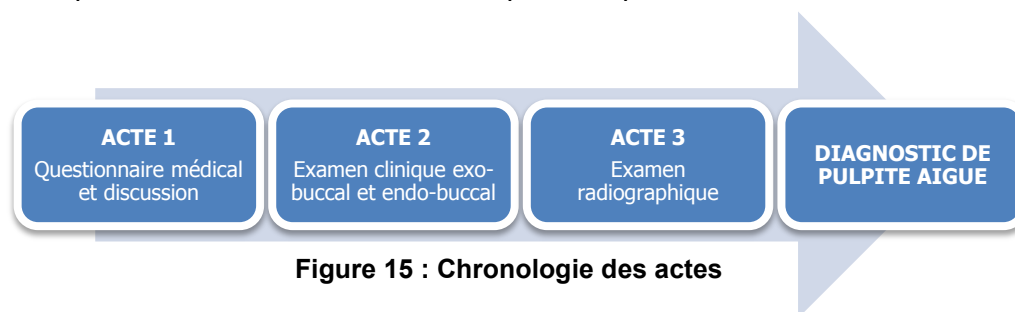 ACTE 1
Questionnaire médical
et discussion
ACTE 2
Examen clinique exo-
buccal et endo-buccal
ACTE 3
Examen
radiographique
DIAGNOSTIC DE
PULPITE AIGUE
Figure 15 : Chronologie des actes